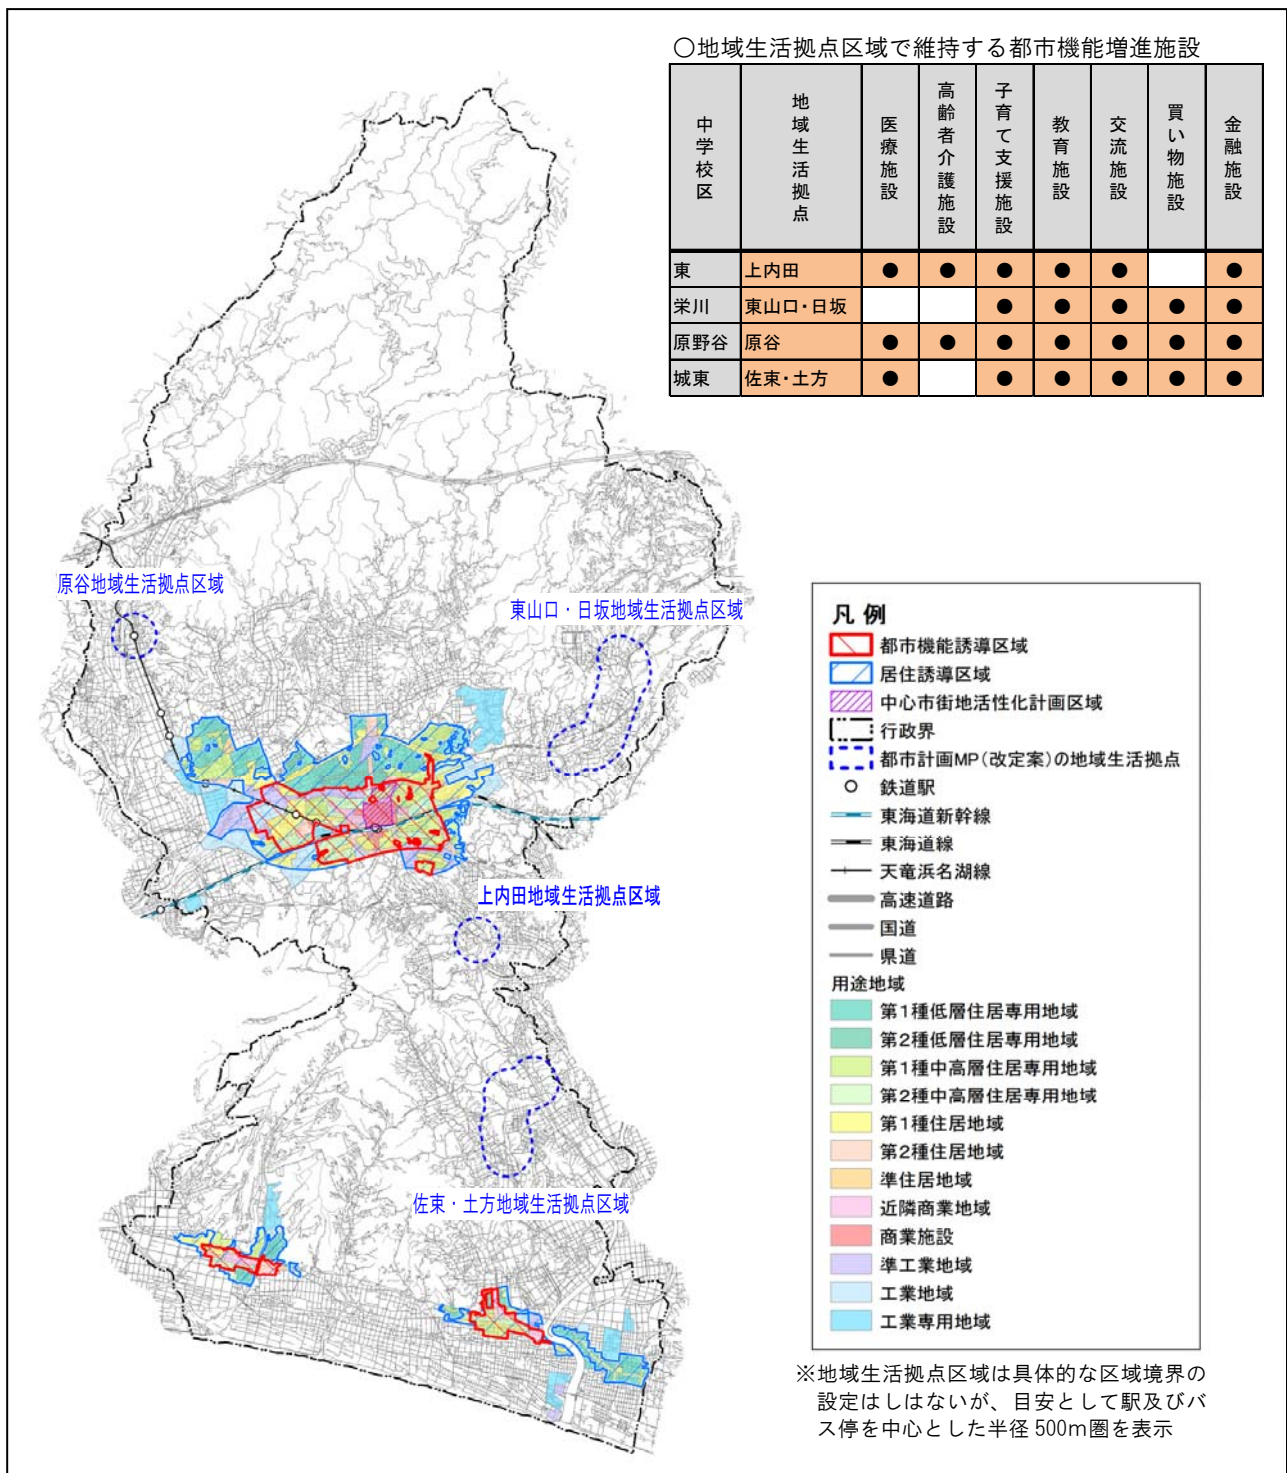 〇地域生活拠点区域で維持する都市機能増進施設
中学校区 地域生活拠点 医療施設 高齢者介護施設 子育て支援施設 教育施設 交流施設 買い物施設 金融施設
東 上内田 ● ● ● ● ● ●
栄川 東山口・日坂 ● ● ● ● ●
原野谷 原谷 ● ● ● ● ● ● ●
城東 佐束・土方 ● ● ● ● ● ●
原谷地域生活拠点区域
東山口・日坂地域生活拠点区域
上内田地域生活拠点区域
佐束・土方地域生活拠点区域
凡例
都市機能誘導区域
居住誘導区域
中心市街地活性化計画区域
行政界
都市計画MP(改定案)の地域生活拠点
鉄道駅
東海道新幹線
東海道線
天竜浜名湖線
高速道路
国道
県道
用途地域
第1種低層住居専用地域
第2種低層住居専用地域
第1種中高層住居専用地域
第2種中高層住居専用地域
第1種住居地域
第2種住居地域
準住居地域
近隣商業地域
商業施設
準工業地域
工業地域
工業専用地域
※地域生活拠点区域は具体的な区域境界の
設定はしはないが、目安として駅及びバ
ス停を中心とした半径500m圏を表示